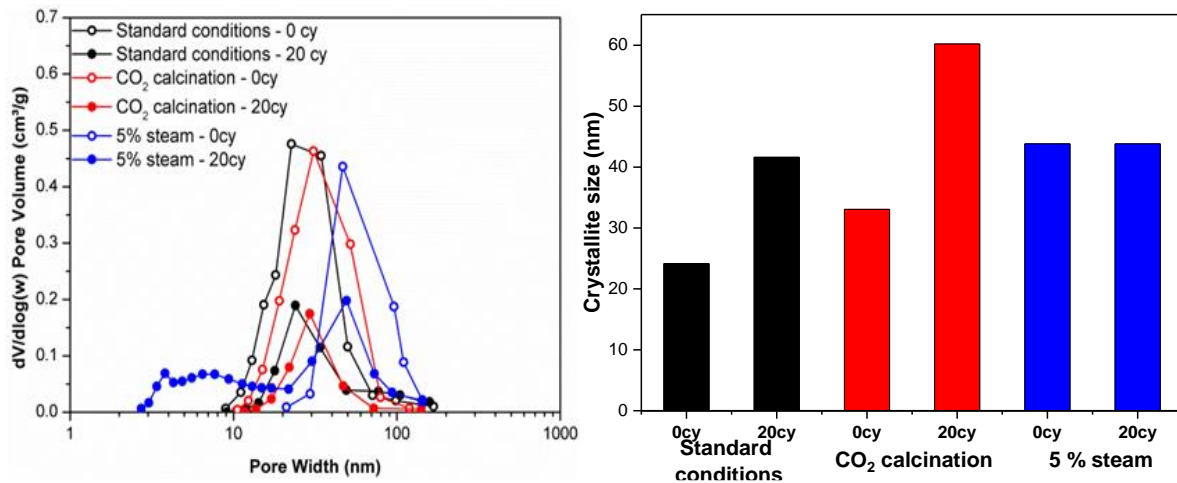 0.7
0.6
0.5
0.4
0.3
0.2
0.1
0.0
dV/dlog(w) Pore Volume (cm³/g)
Standard conditions - 0 cy
Standard conditions - 20 cy
CO₂ calcination - 0cy
CO₂ calcination - 20cy
5% steam - 0cy
5% steam - 20cy
1 10 100 1000
Pore Width (nm)
60
50
40
30
20
10
0
Crystallite size (nm)
0cy 20cy 0cy 20cy 0cy 20cy
Standard
conditions
CO₂ calcination
5 % steam